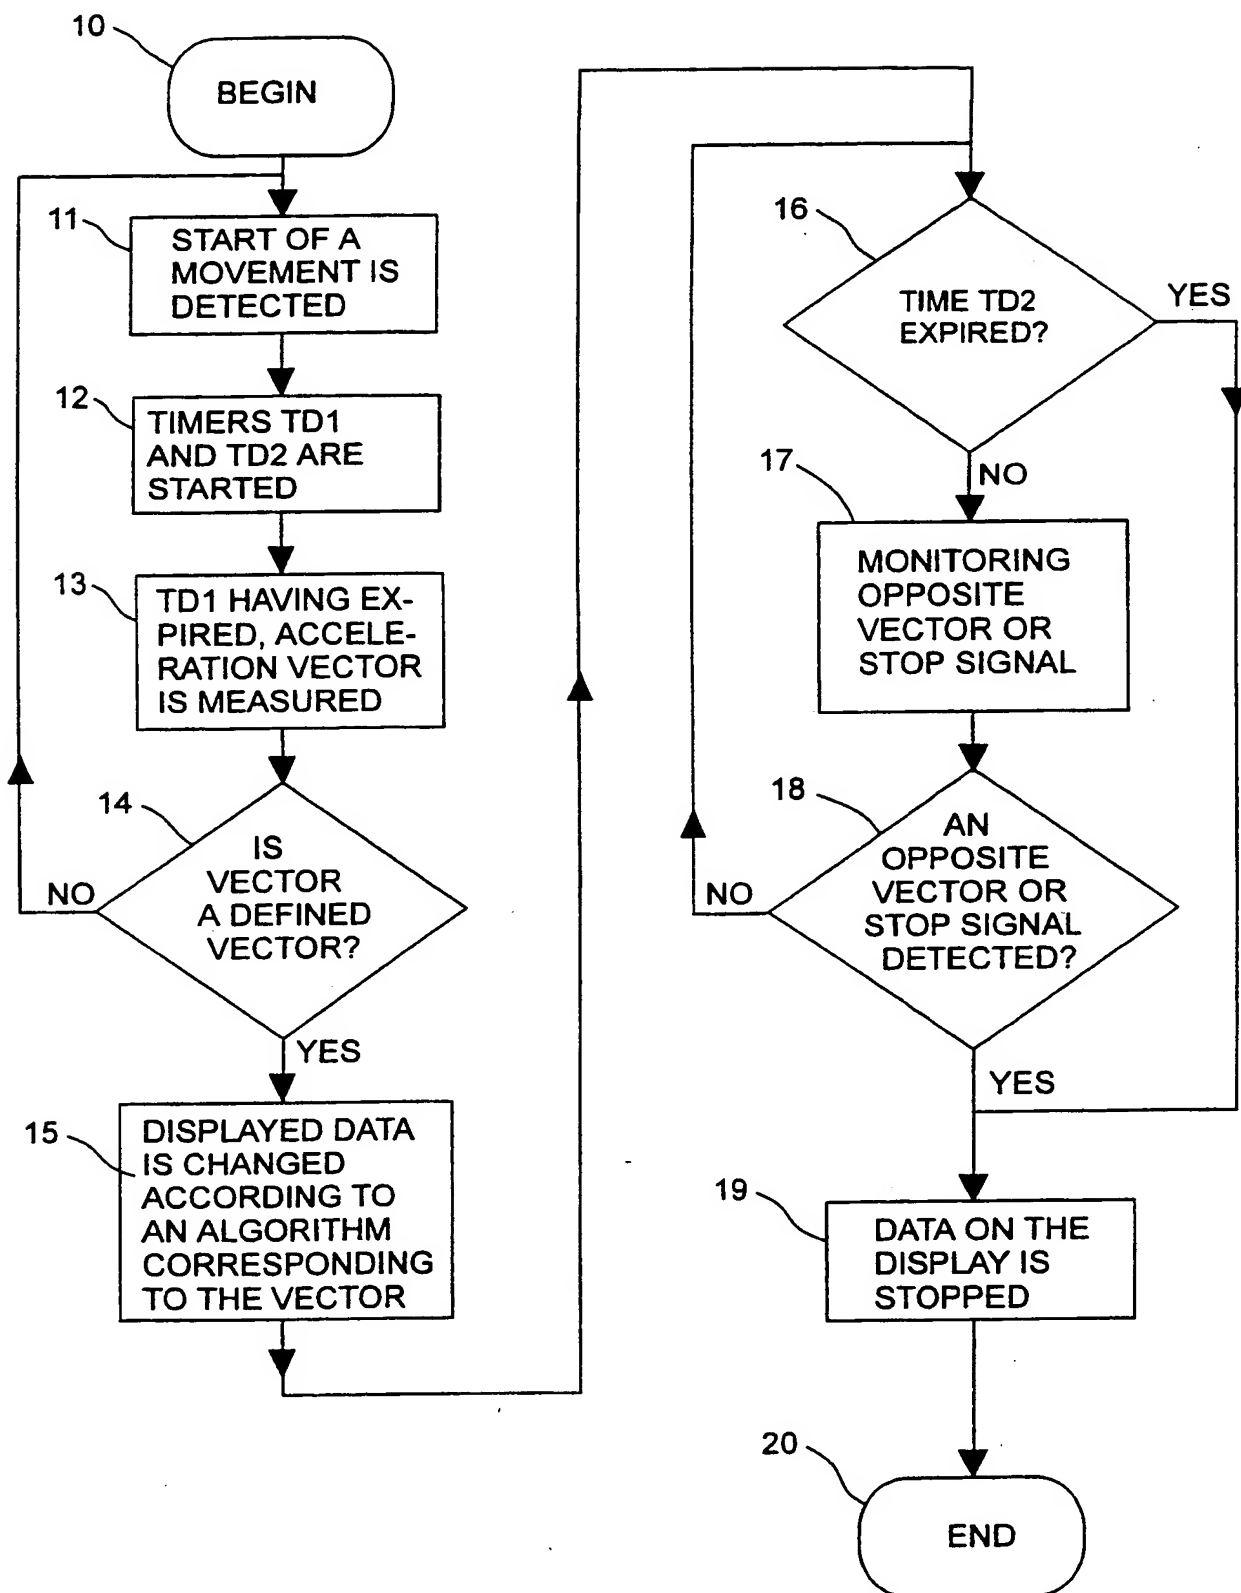 10
BEGIN
11
START OF A
MOVEMENT IS
DETECTED
12
TIMERS TD1
AND TD2 ARE
STARTED
13
TD1 HAVING EX-
PIRED, ACCELE-
RATION VECTOR
IS MEASURED
14
IS
VECTOR
A DEFINED
VECTOR?
NO
YES
15
DISPLAYED DATA
IS CHANGED
ACCORDING TO
AN ALGORITHM
CORRESPONDING
TO THE VECTOR
16
TIME TD2
EXPIRED?
YES
NO
17
MONITORING
OPPOSITE
VECTOR OR
STOP SIGNAL
18
AN
OPPOSITE
VECTOR OR
STOP SIGNAL
DETECTED?
NO
YES
19
DATA ON THE
DISPLAY IS
STOPPED
20
END